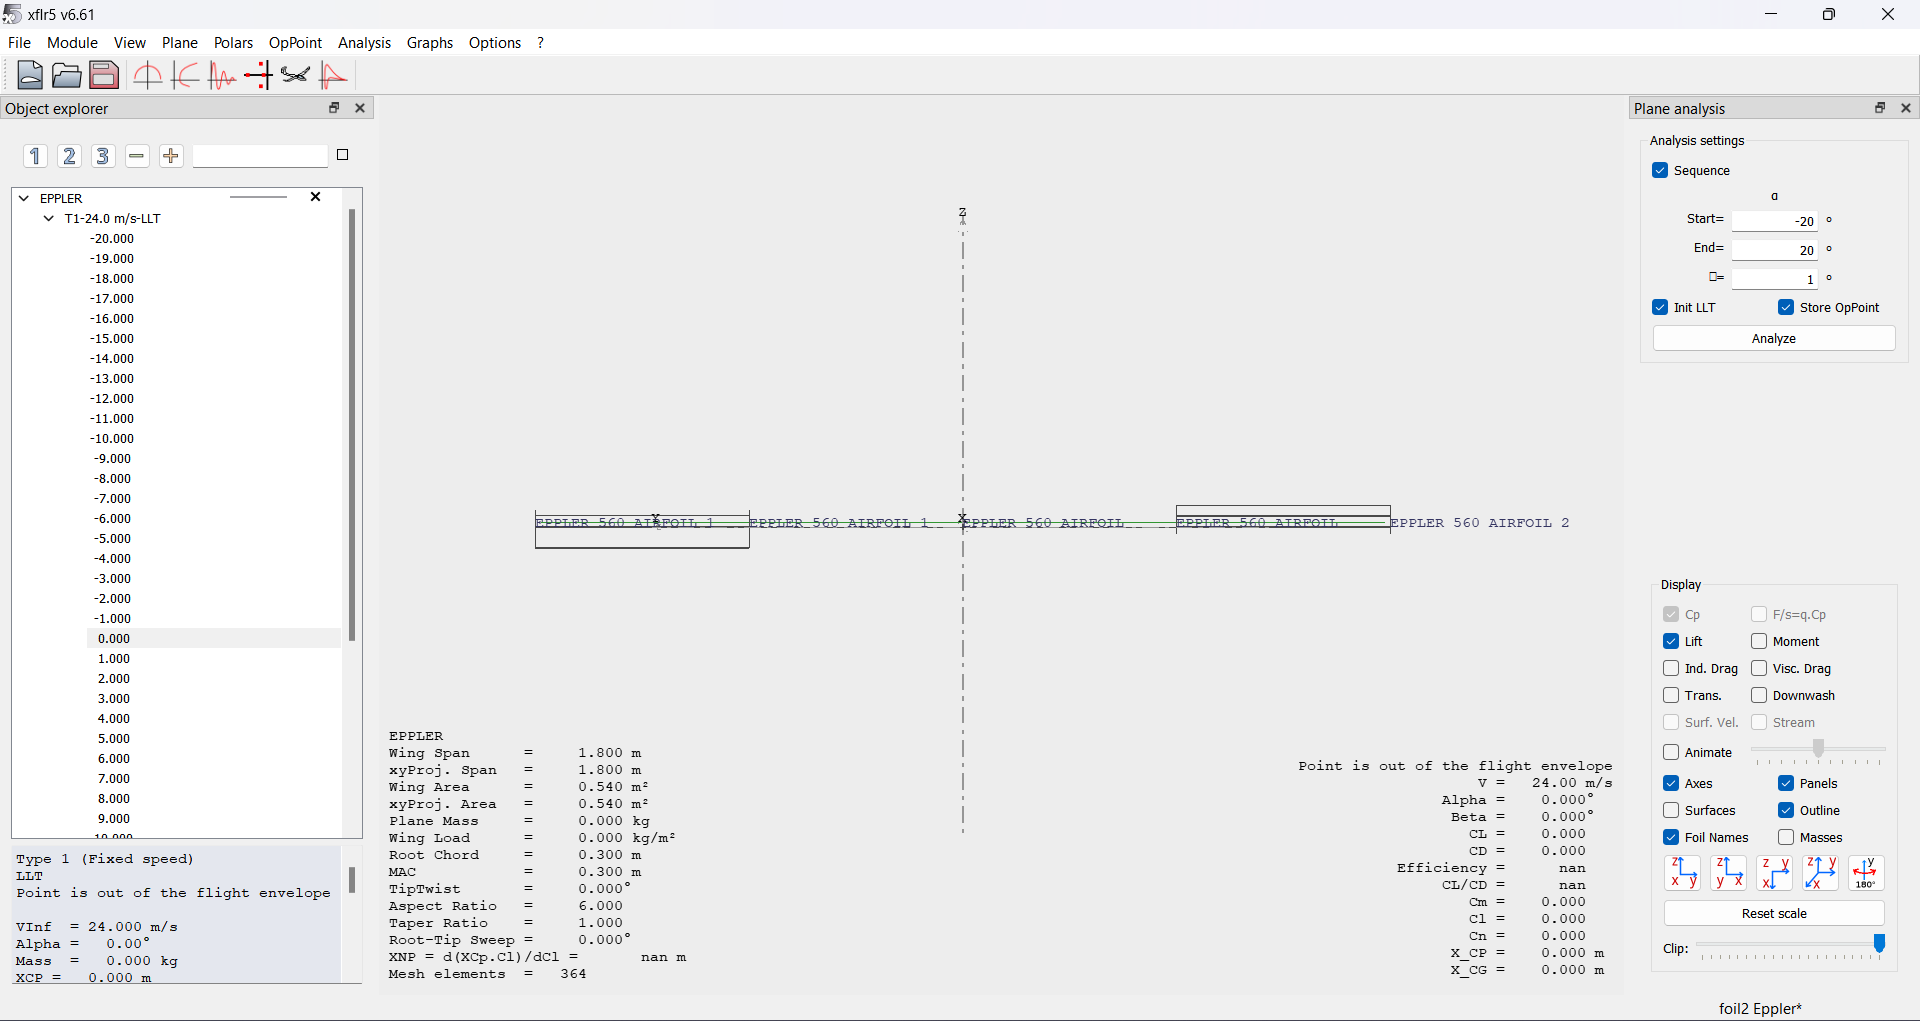 xflr5 v6.61
File Module View Plane Polars OpPoint Analysis Graphs Options ?
Object explorer
1 2 3
EPPLER
T1-24.0 m/s-LLT
-20.000
-19.000
-18.000
-17.000
-16.000
-15.000
-14.000
-13.000
-12.000
-11.000
-10.000
-9.000
-8.000
-7.000
-6.000
-5.000
-4.000
-3.000
-2.000
-1.000
0.000
1.000
2.000
3.000
4.000
5.000
6.000
7.000
8.000
9.000
10.000
Type 1 (Fixed speed)
LLT
Point is out of the flight envelope
VInf = 24.000 m/s
Alpha = 0.00°
Mass = 0.000 kg
XCP = 0.000 m
Z
Y
X
EPPLER 560 AIRFOIL 1 EPPLER 560 AIRFOIL 1 EPPLER 560 AIRFOIL EPPLER 560 AIRFOIL EPPLER 560 AIRFOIL 2
EPPLER
Wing Span = 1.800 m
xyProj. Span = 1.800 m
Wing Area = 0.540 m²
xyProj. Area = 0.540 m²
Plane Mass = 0.000 kg
Wing Load = 0.000 kg/m²
Root Chord = 0.300 m
MAC = 0.300 m
TipTwist = 0.000°
Aspect Ratio = 6.000
Taper Ratio = 1.000
Root-Tip Sweep = 0.000°
XNP = d(XCp.Cl)/dCl = nan m
Mesh elements = 364
Point is out of the flight envelope
V = 24.00 m/s
Alpha = 0.000°
Beta = 0.000°
CL = 0.000
CD = 0.000
Efficiency = nan
CL/CD = nan
Cm = 0.000
Cl = 0.000
Cn = 0.000
X_CP = 0.000 m
X_CG = 0.000 m
Plane analysis
Analysis settings
Sequence
α
Start= -20 °
End= 20 °
□= 1 °
Init LLT Store OpPoint
Analyze
Display
Cp F/s=q.Cp
Lift Moment
Ind. Drag Visc. Drag
Trans. Downwash
Surf. Vel. Stream
Animate
Axes Panels
Surfaces Outline
Foil Names Masses
z x y z y x z y x z y x y 180°
Reset scale
Clip:
foil2 Eppler*